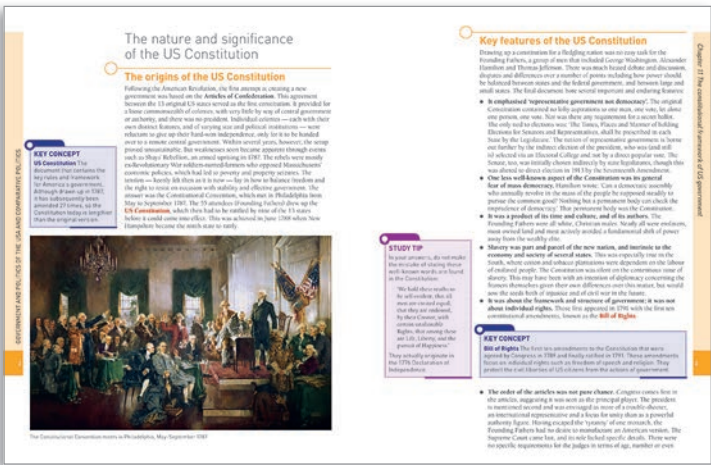 The nature and significance
of the US Constitution
The origins of the US Constitution
Following the American Revolution, the first attempt at creating a new
government was based on the Articles of Confederation. This agreement
between the 13 original US states served as the first constitution. It provided for
a loose commonwealth of colonies, with very little by way of central government
or authority, and there was no president. Individual colonies — each with their
own distinct features, and of varying size and political institutions — were
reluctant to give up their hard-won independence, only for it to be handed
over to a remote central government. Within several years, however, the setup
proved unsustainable. Its weaknesses soon became apparent through events
such as Shays' Rebellion, an armed uprising in 1787. The rebels were mostly
ex-Revolutionary War soldiers-turned-farmers who opposed Massachusetts'
economic policies, which had led to poverty and property seizures. The
tension — keenly felt then as it is now — lay in how to balance freedom and
the right to resist on occasion with stability and effective government. The
answer was the Constitutional Convention, which met in Philadelphia from
May to September 1787. The 55 attendees (Founding Fathers) drew up the
US Constitution, which then had to be ratified by nine of the 13 states
before it could come into effect. This was achieved in June 1788 when New
Hampshire became the ninth state to ratify.
KEY CONCEPT
US Constitution The
document that contains the
key rules and framework
for America's government.
Although drawn up in 1787,
it has subsequently been
amended 27 times, so the
Constitution today is lengthier
than the original version.
GOVERNMENT AND POLITICS OF THE USA AND COMPARATIVE POLITICS
The Constitutional Convention meets in Philadelphia, May–September 1787
Key features of the US Constitution
Drawing up a constitution for a fledgling nation was no easy task for the
Founding Fathers, a group of men that included George Washington, Alexander
Hamilton and Thomas Jefferson. There was much heated debate and discussion,
disputes and differences over a number of points including how power should
be balanced between states and the federal government, and between large and
small states. The final document bore several important and enduring features:
● It emphasised 'representative government not democracy'. The original
Constitution contained no lofty aspirations to one man, one vote, let alone
one person, one vote. Nor was there any requirement for a secret ballot.
The only nod to elections was: 'The Times, Places and Manner of holding
Elections for Senators and Representatives, shall be prescribed in each
State by the Legislature.' The notion of representative government is borne
out further by the indirect election of the president, who was (and still
is) selected via an Electoral College and not by a direct popular vote. The
Senate, too, was initially chosen indirectly by state legislatures, though this
was altered to direct election in 1913 by the Seventeenth Amendment.
● One less well-known aspect of the Constitution was its general
fear of mass democracy. Hamilton wrote: 'Can a democratic assembly
who annually revolve in the mass of the people be supposed steadily to
pursue the common good? Nothing but a permanent body can check the
imprudence of democracy.' That permanent body was the Constitution.
● It was a product of its time and culture, and of its authors. The
Founding Fathers were all white, Christian males. Nearly all were
must owned land and most actively avoided a fundamental shift of power
away from the wealthy elite.
● Slavery was part and parcel of the new nation, and intrinsic to the
economy and society of several states. This was especially true in the
South, where cotton and tobacco plantations were dependent on the labour
of enslaved people. The Constitution was silent on the contentious issue of
slavery. This may have been with an intention of diplomacy concerning the
framers themselves given their own differences over this matter, but would
sow the seeds both of injustice and of civil war in the future.
● It was about the framework and structure of government; it was not
about individual rights. These first appeared in 1791 with the first ten
constitutional amendments, known as the Bill of Rights.
STUDY TIP
In your answers, do not make
the mistake of stating these
well-known words are found
in the Constitution:
'We hold these truths to
be self-evident, that all
men are created equal,
that they are endowed,
by their Creator, with
certain unalienable
Rights, that among these
are Life, Liberty, and the
pursuit of Happiness.'
They actually originate in
the 1776 Declaration of
Independence.
KEY CONCEPT
Bill of Rights The first ten amendments to the Constitution that were
agreed by Congress in 1789 and finally ratified in 1791. These amendments
focus on individual rights such as freedom of speech and religion. They
protect the civil liberties of US citizens from the actions of government.
● The order of the articles was not pure chance. Congress comes first in
the articles, suggesting it was seen as the principal player. The president
is mentioned second and was envisaged as more of a trouble-shooter,
an international representative and a focus for unity than as a powerful
authority figure. Having escaped the 'tyranny' of one monarch, the
Founding Fathers had no desire to manufacture an American version. The
Supreme Court came last, and its role lacked specific details. There were
no specific requirements for the judges in terms of age, number or even
Chapter 17 The constitutional framework of US government